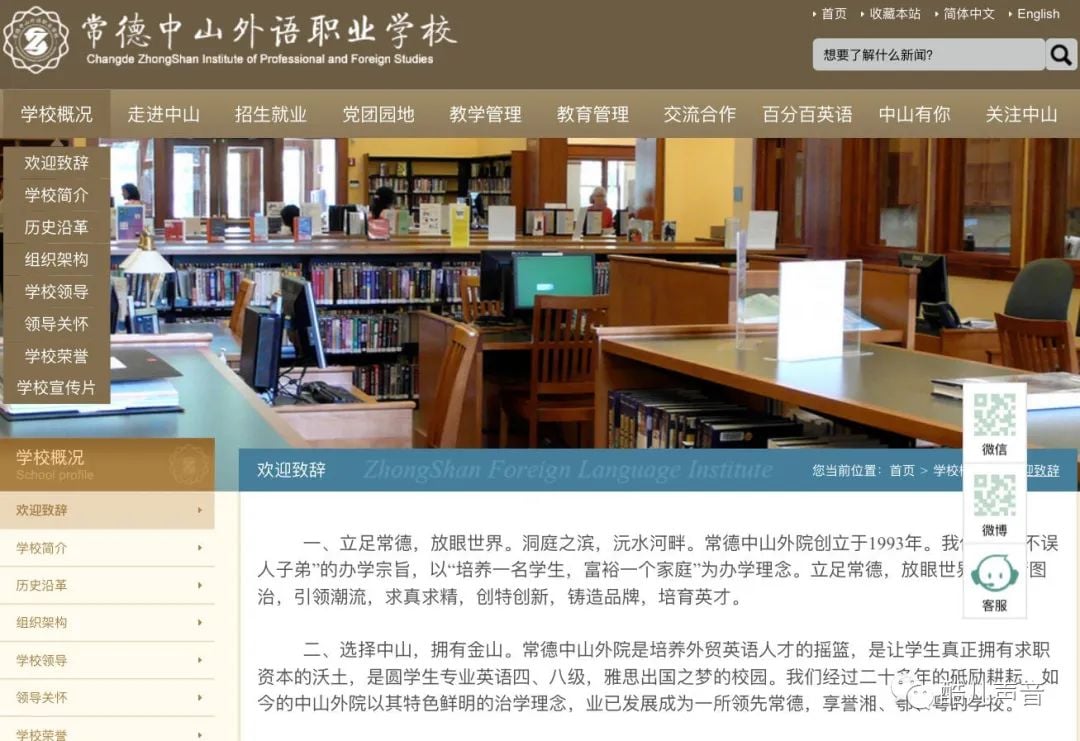 常德中山外语职业学校
Changde ZhongShan Institute of Professional and Foreign Studies
首页 收藏本站 简体中文 English
想要了解什么新闻?
学校概况 走进中山 招生就业 党团园地 教学管理 教育管理 交流合作 百分百英语 中山有你 关注中山
欢迎致辞
学校简介
历史沿革
组织架构
学校领导
领导关怀
学校荣誉
学校宣传片
学校概况
School profile
欢迎致辞
学校简介
历史沿革
组织架构
学校领导
领导关怀
学校荣誉
欢迎致辞 ZhongShan Foreign Language Institute 您当前位置：首页 > 学校 迎致辞
一、立足常德，放眼世界。洞庭之滨，沅水河畔。常德中山外院创立于1993年。我 不误
人子弟”的办学宗旨，以“培养一名学生，富裕一个家庭”为办学理念。立足常德，放眼世 图
治，引领潮流，求真求精，创特创新，铸造品牌，培育英才。
二、选择中山，拥有金山。常德中山外院是培养外贸英语人才的摇篮，是让学生真正拥有求职
资本的沃土，是圆学生专业英语四、八级，雅思出国之梦的校园。我们经过二十多年的砥励耕耘，如
今的中山外院以其特色鲜明的治学理念，业已发展成为一所领先常德，享誉湘、鄂、粤的学校。
微信
微博
客服